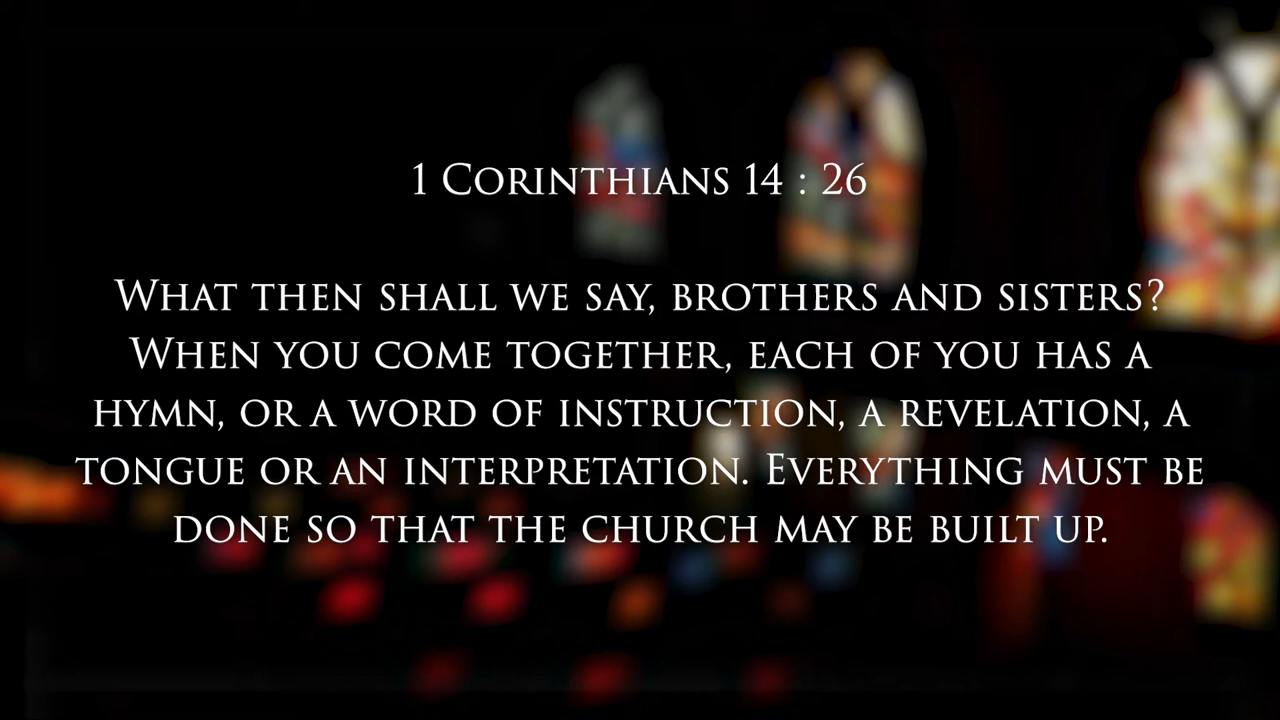 1 Corinthians 14 : 26
What then shall we say, brothers and sisters?
When you come together, each of you has a
hymn, or a word of instruction, a revelation, a
tongue or an interpretation. Everything must be
done so that the church may be built up.